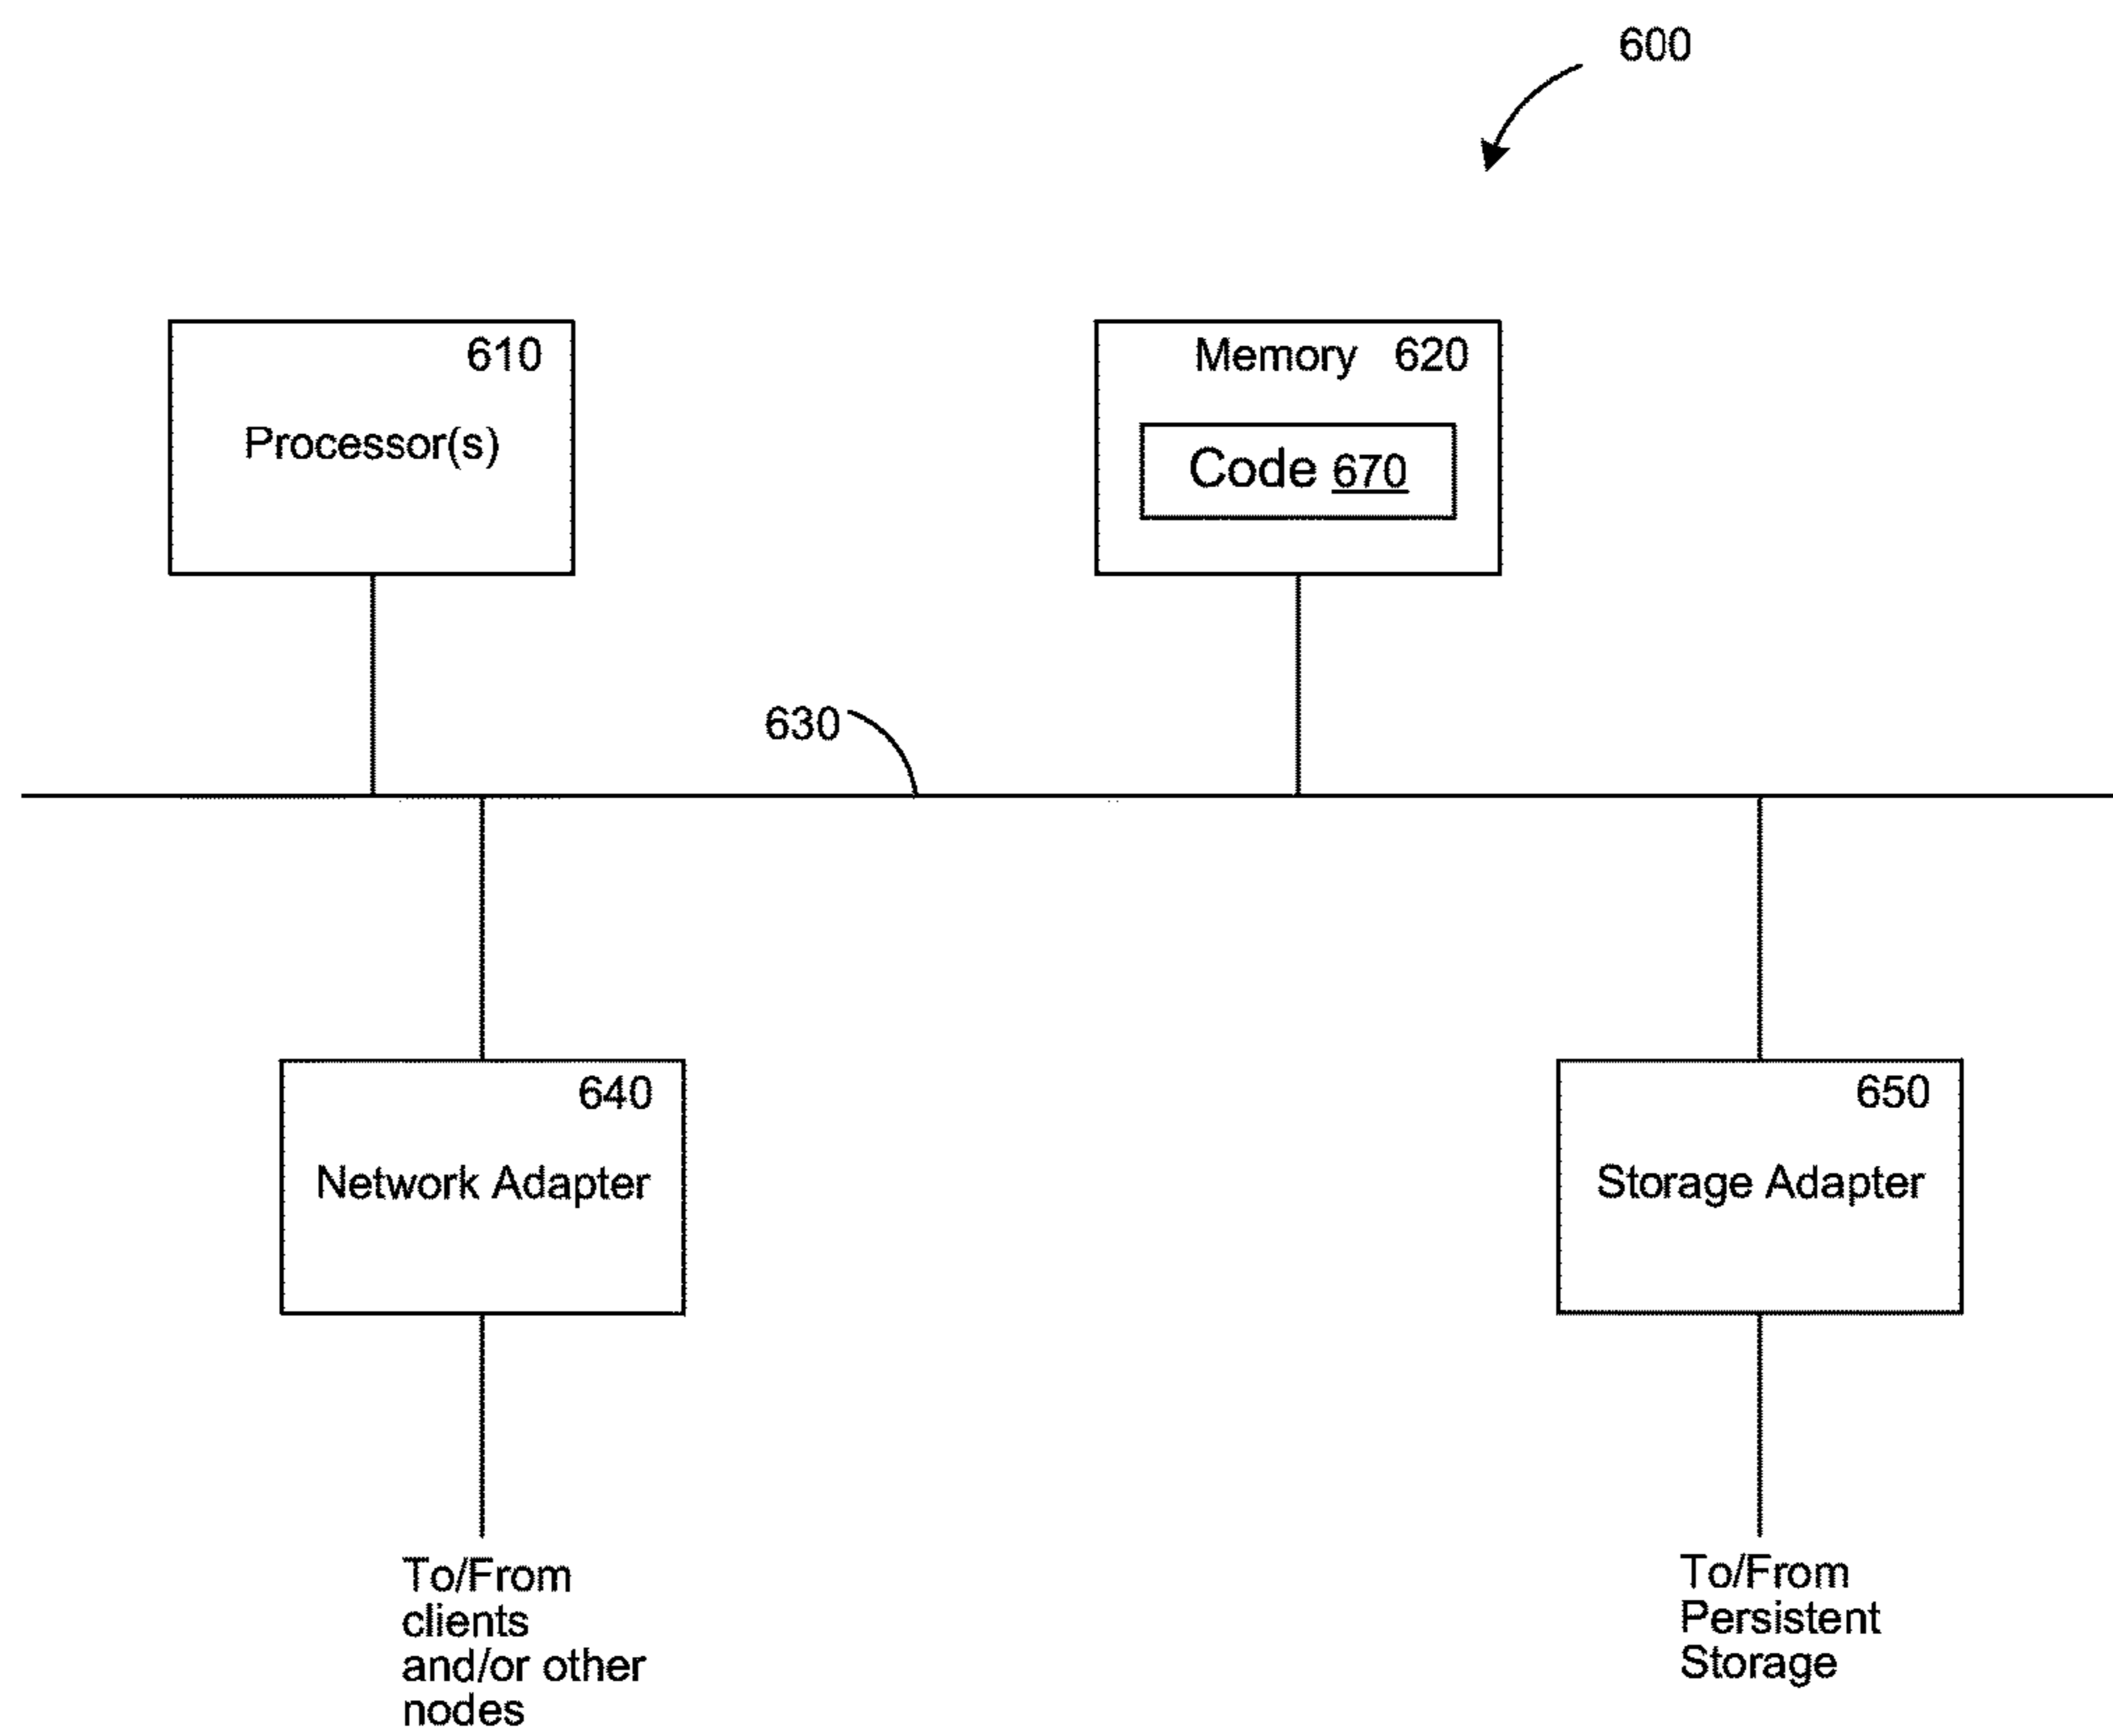 600
610
Processor(s)
Memory 620
Code 670
630
640
Network Adapter
650
Storage Adapter
To/From
clients
and/or other
nodes
To/From
Persistent
Storage